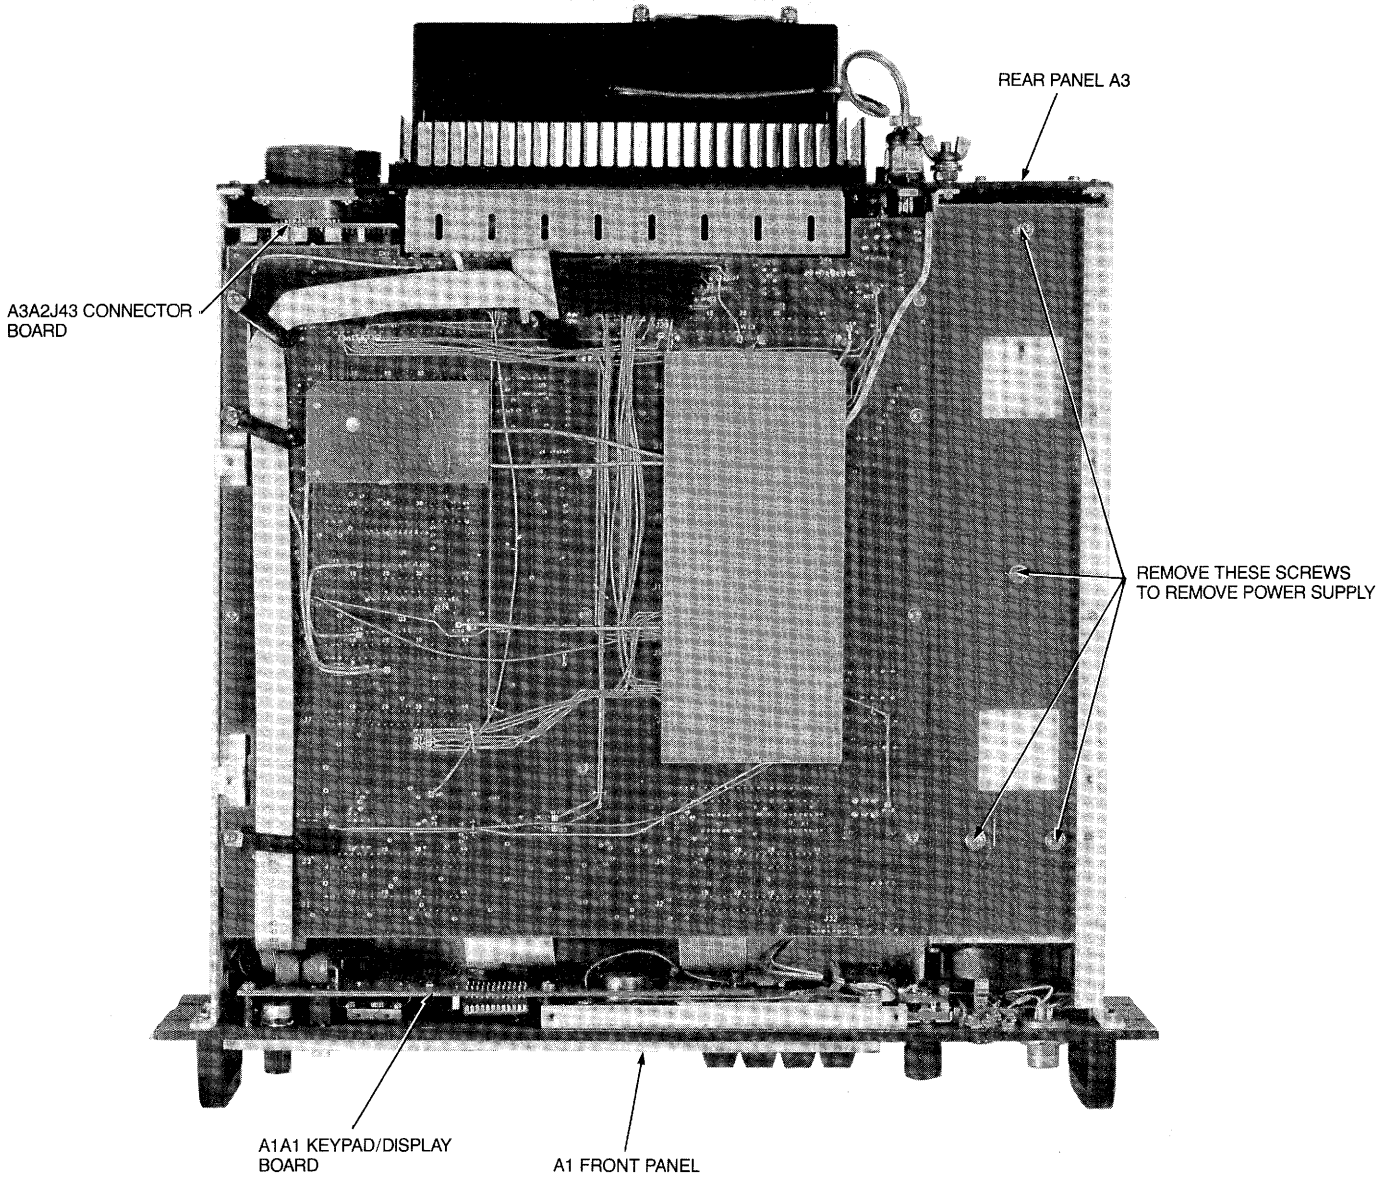 REAR PANEL A3
A3A2J43 CONNECTOR
BOARD
REMOVE THESE SCREWS
TO REMOVE POWER SUPPLY
J52
A1A1 KEYPAD/DISPLAY
BOARD
A1 FRONT PANEL